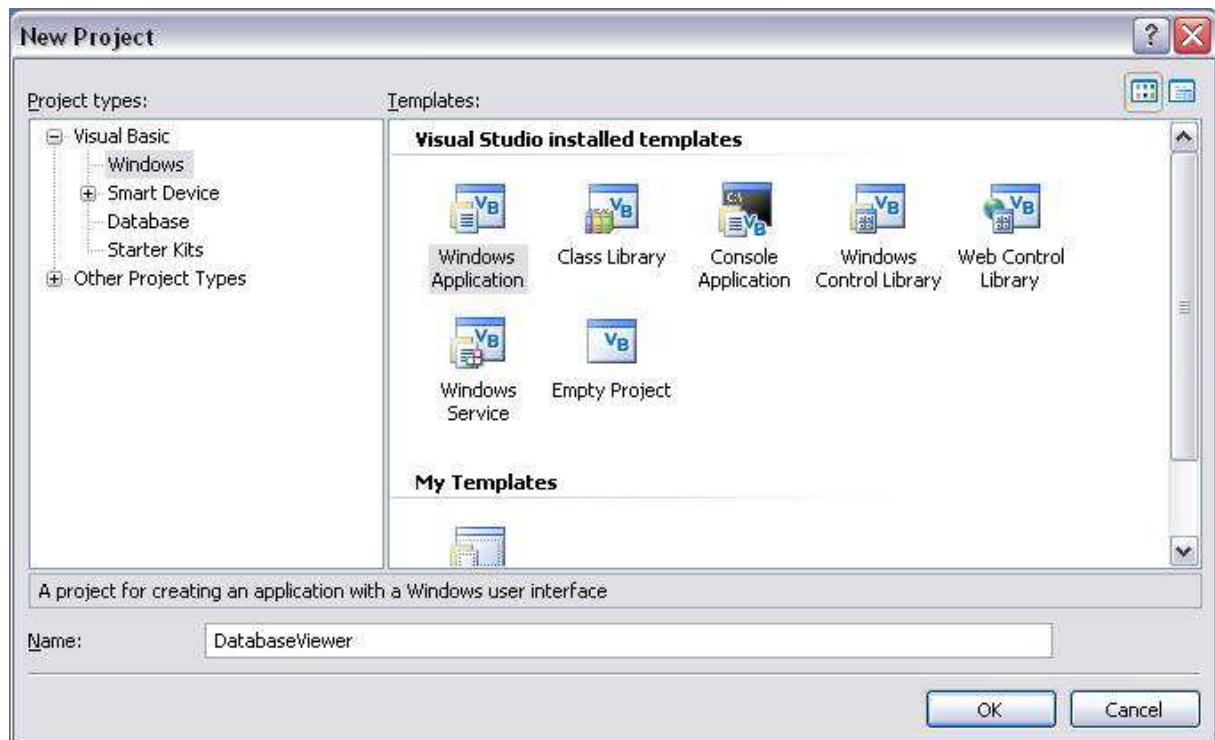 New Project
Project types:
Templates:
Visual Basic
Windows
Smart Device
Database
Starter Kits
Other Project Types
Visual Studio installed templates
Windows
Application
Class Library
Console
Application
Windows
Control Library
Web Control
Library
Windows
Service
Empty Project
My Templates
A project for creating an application with a Windows user interface
Name:
DatabaseViewer
OK
Cancel